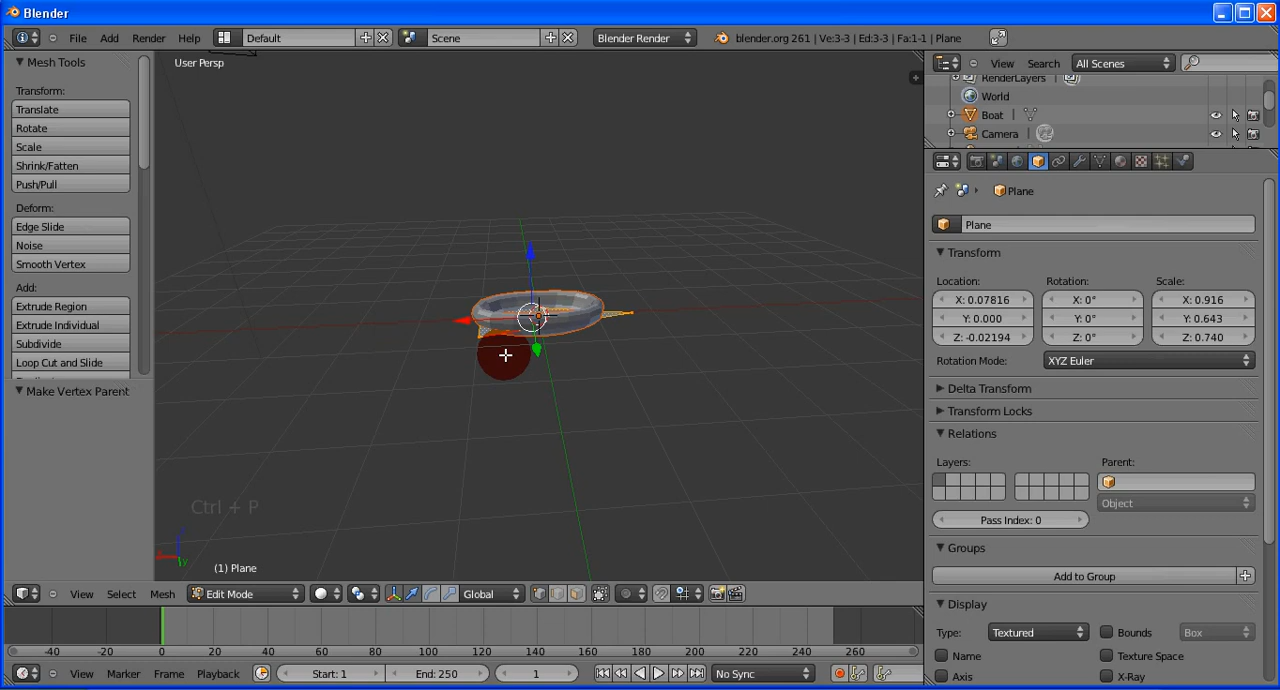 Blender
File Add Render Help Default Scene Blender Render blender.org 261 | Ve:3-3 | Ed:3-3 | Fa:1-1 | Plane
Mesh Tools
Transform:
Translate
Rotate
Scale
Shrink/Fatten
Push/Pull
Deform:
Edge Slide
Noise
Smooth Vertex
Add:
Extrude Region
Extrude Individual
Subdivide
Loop Cut and Slide
Make Vertex Parent
User Persp
Ctrl + P
(1) Plane
View Select Mesh Edit Mode Global
-40 -20 0 20 40 60 80 100 120 140 160 180 200 220 240 260
View Marker Frame Playback Start: 1 End: 250 1 No Sync
View Search All Scenes
RenderLayers |
World
Boat |
Camera |
Plane
Plane
Transform
Location: Rotation: Scale:
X: 0.07816 X: 0° X: 0.916
Y: 0.000 Y: 0° Y: 0.643
Z: -0.02194 Z: 0° Z: 0.740
Rotation Mode: XYZ Euler
Delta Transform
Transform Locks
Relations
Layers: Parent:
Object
Pass Index: 0
Groups
Add to Group
Display
Type: Textured Bounds Box
Name Texture Space
Axis X-Ray